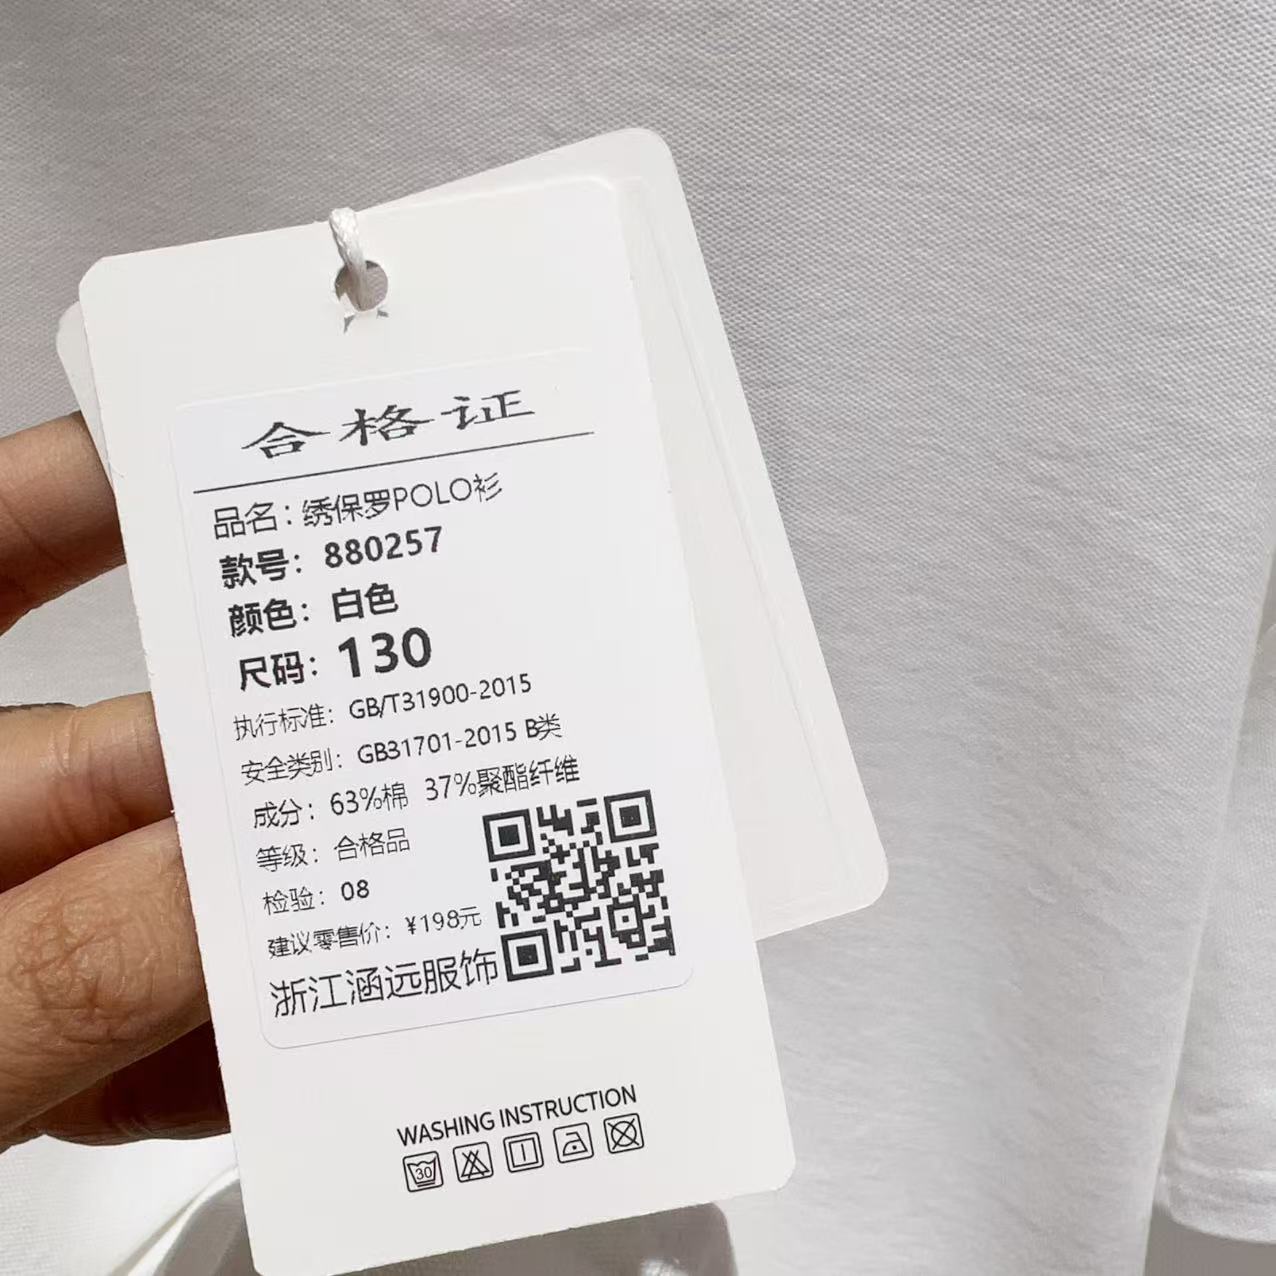 合格证
品名：绣保罗POLO衫
款号：880257
颜色：白色
尺码：130
执行标准：GB/T31900-2015
安全类别：GB31701-2015 B类
成分：63%棉 37%聚酯纤维
等级：合格品
检验：08
建议零售价：¥198元
浙江涵远服饰
WASHING INSTRUCTION
30